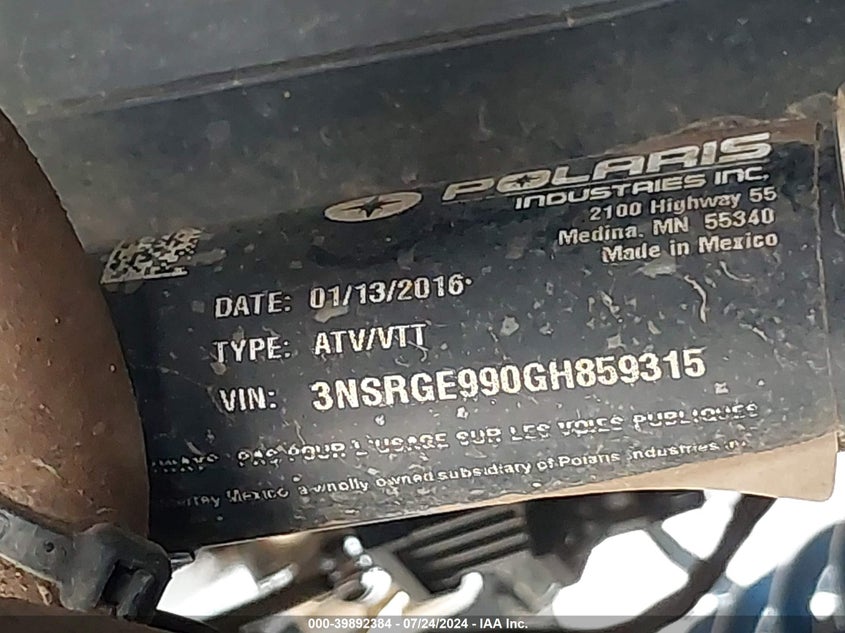 POLARIS
INDUSTRIES INC.
2100 Highway 55
Medina, MN 55340
Made in Mexico
DATE: 01/13/2016
TYPE: ATV/VTT
VIN: 3NSRGE990GH859315
PAS POUR L'USAGE SUR LES VOIES PUBLIQUES
Mexico a wholly owned subsidiary of Polaris Industries
000-39892384 - 07/24/2024 - IAA Inc.